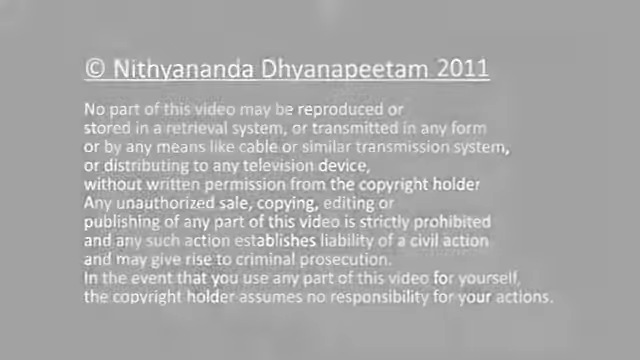 © Nithyananda Dhyanapeetam 2011
No part of this video may be reproduced or
stored in a retrieval system, or transmitted in any form
or by any means like cable or similar transmission system,
or distributing to any television device,
without written permission from the copyright holder
Any unauthorized sale, copying, editing or
publishing of any part of this video is strictly prohibited
and any such action establishes liability of a civil action
and may give rise to criminal prosecution.
In the event that you use any part of this video for yourself,
the copyright holder assumes no responsibility for your actions.